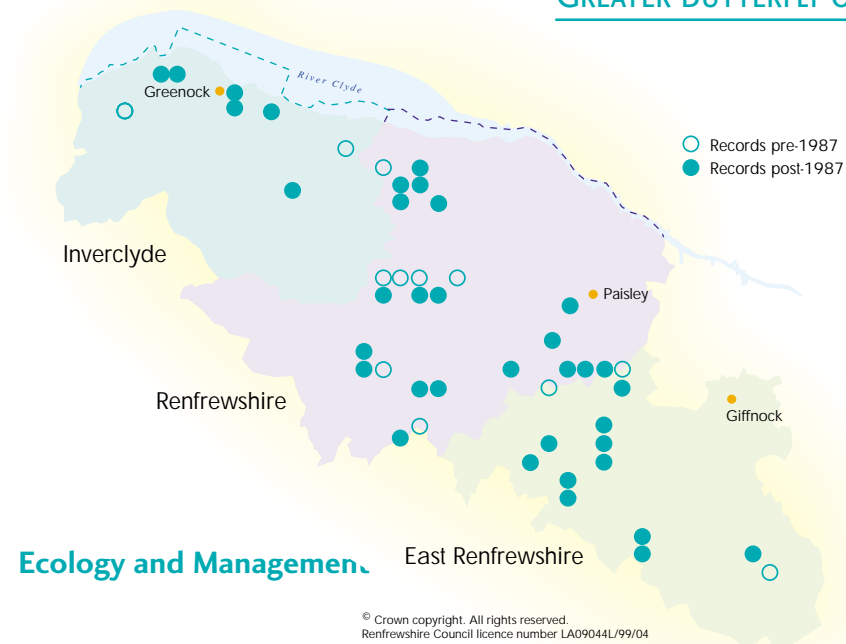 River Clyde
Greenock
Records pre-1987
Records post-1987
Inverclyde
Paisley
Renfrewshire
Giffnock
East Renfrewshire
Ecology and Management
© Crown copyright. All rights reserved.
Renfrewshire Council licence number LA09044L/99/04